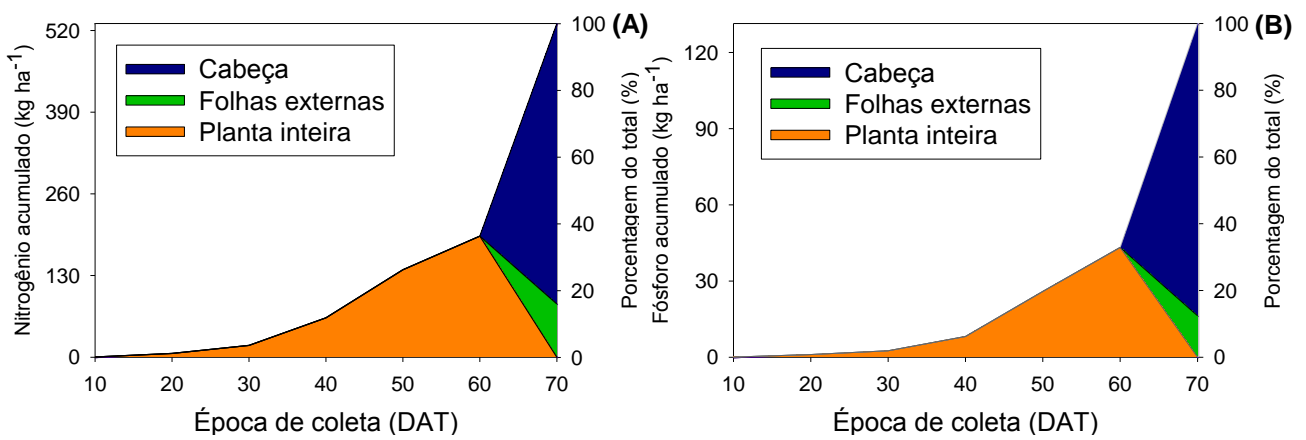 (A)
Nitrogênio acumulado (kg ha⁻¹)
520
390
260
130
0
Cabeça
Folhas externas
Planta inteira
100
80
60
40
20
0
Porcentagem do total (%)
10 20 30 40 50 60 70
Época de coleta (DAT)
(B)
Fósforo acumulado (kg ha⁻¹)
120
90
60
30
0
Cabeça
Folhas externas
Planta inteira
100
80
60
40
20
0
Porcentagem do total (%)
10 20 30 40 50 60 70
Época de coleta (DAT)